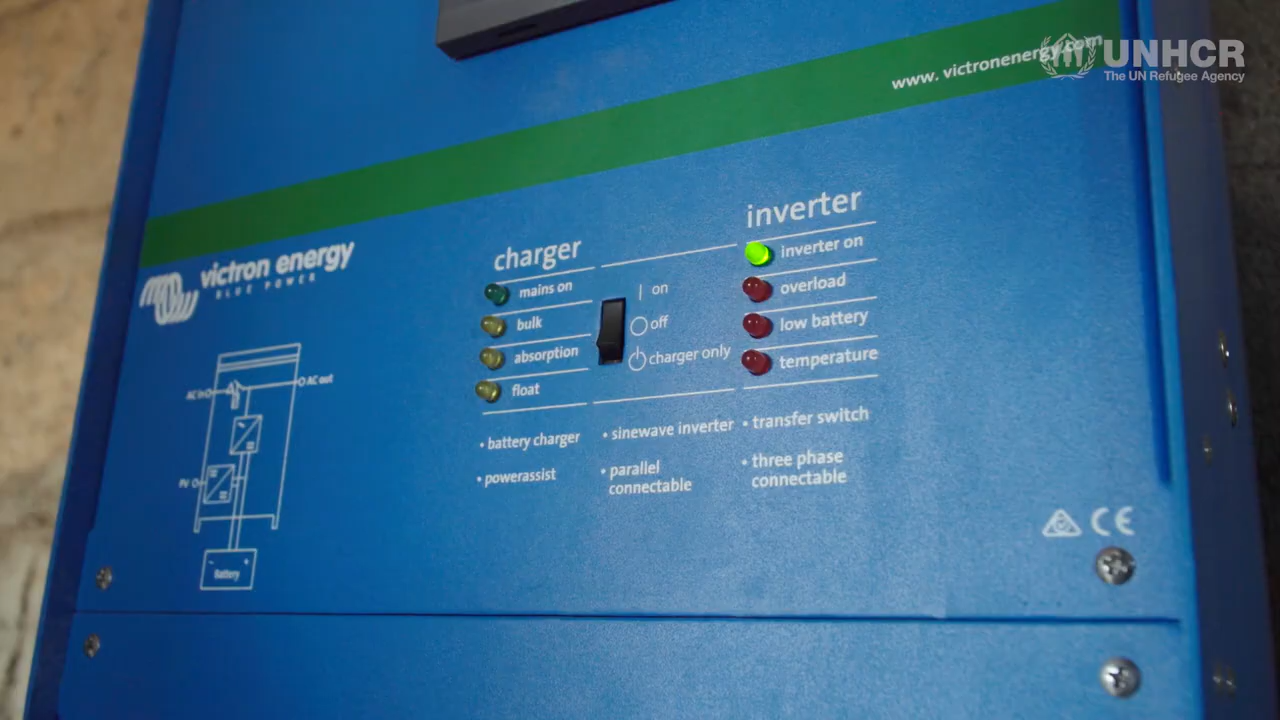 UNHCR
The UN Refugee Agency
www.victronenergy.com
victron energy
BLUE POWER
charger
mains on
bulk
absorption
float
on
off
charger only
inverter
inverter on
overload
low battery
temperature
• battery charger
• powerassist
• sinewave inverter
• parallel
connectable
• transfer switch
• three phase
connectable
AC in
AC out
PV
Battery
CE